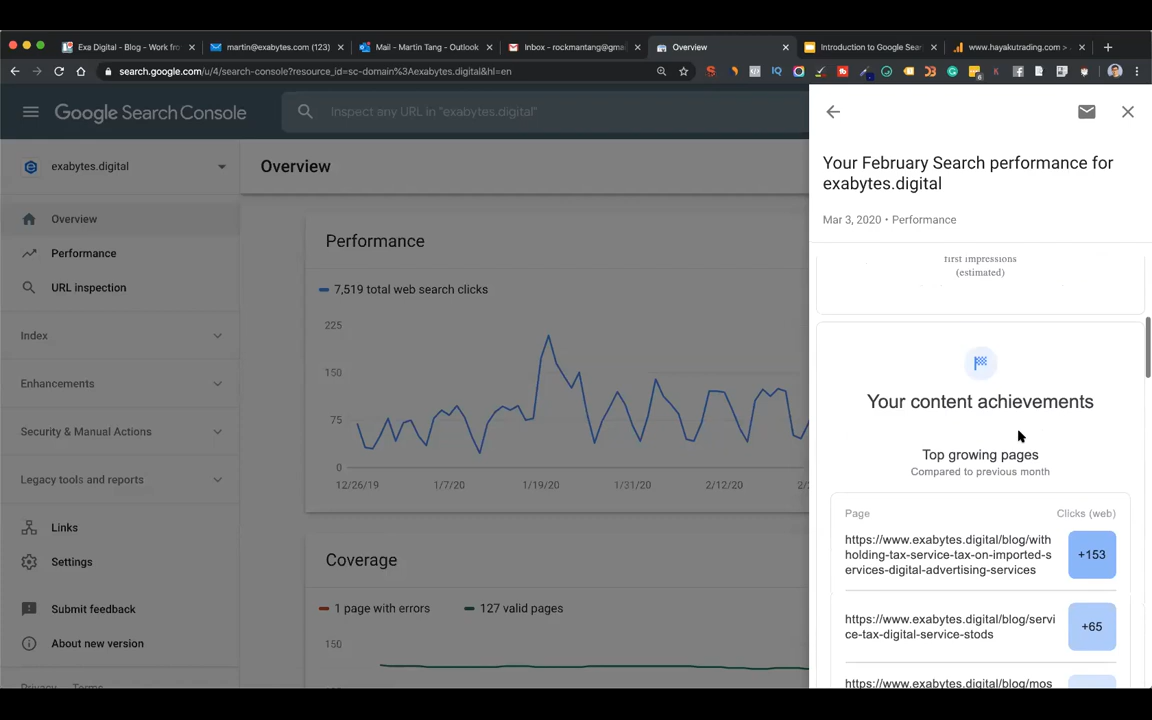 Exa Digital - Blog - Work fro
martin@exabytes.com (123)
Mail - Martin Tang - Outlook
Inbox - rockmantang@gma
Overview
Introduction to Google Sear
www.hayakutrading.com >
search.google.com/u/4/search-console?resource_id=sc-domain%3Aexabytes.digital&hl=en
Google Search Console
Inspect any URL in "exabytes.digital"
exabytes.digital
Overview
Performance
URL inspection
Index
Enhancements
Security & Manual Actions
Legacy tools and reports
Links
Settings
Submit feedback
About new version
Privacy Terms
Overview
Performance
7,519 total web search clicks
225
150
75
0
12/26/19
1/7/20
1/19/20
1/31/20
2/12/20
2/
Coverage
1 page with errors
127 valid pages
150
Your February Search performance for
exabytes.digital
Mar 3, 2020 • Performance
first impressions
(estimated)
Your content achievements
Top growing pages
Compared to previous month
Page
Clicks (web)
https://www.exabytes.digital/blog/with
holding-tax-service-tax-on-imported-s
ervices-digital-advertising-services
+153
https://www.exabytes.digital/blog/servi
ce-tax-digital-service-stods
+65
https://www.exabytes.digital/blog/mos